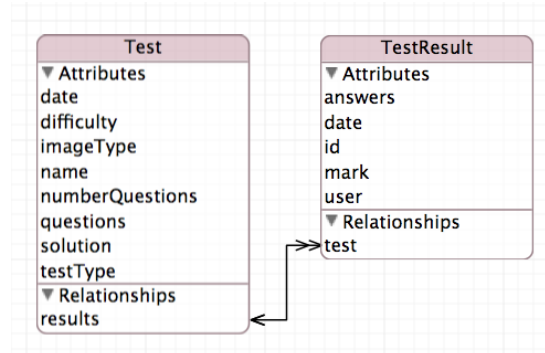 Test
Attributes
date
difficulty
imageType
name
numberQuestions
questions
solution
testType
Relationships
results
TestResult
Attributes
answers
date
id
mark
user
Relationships
test